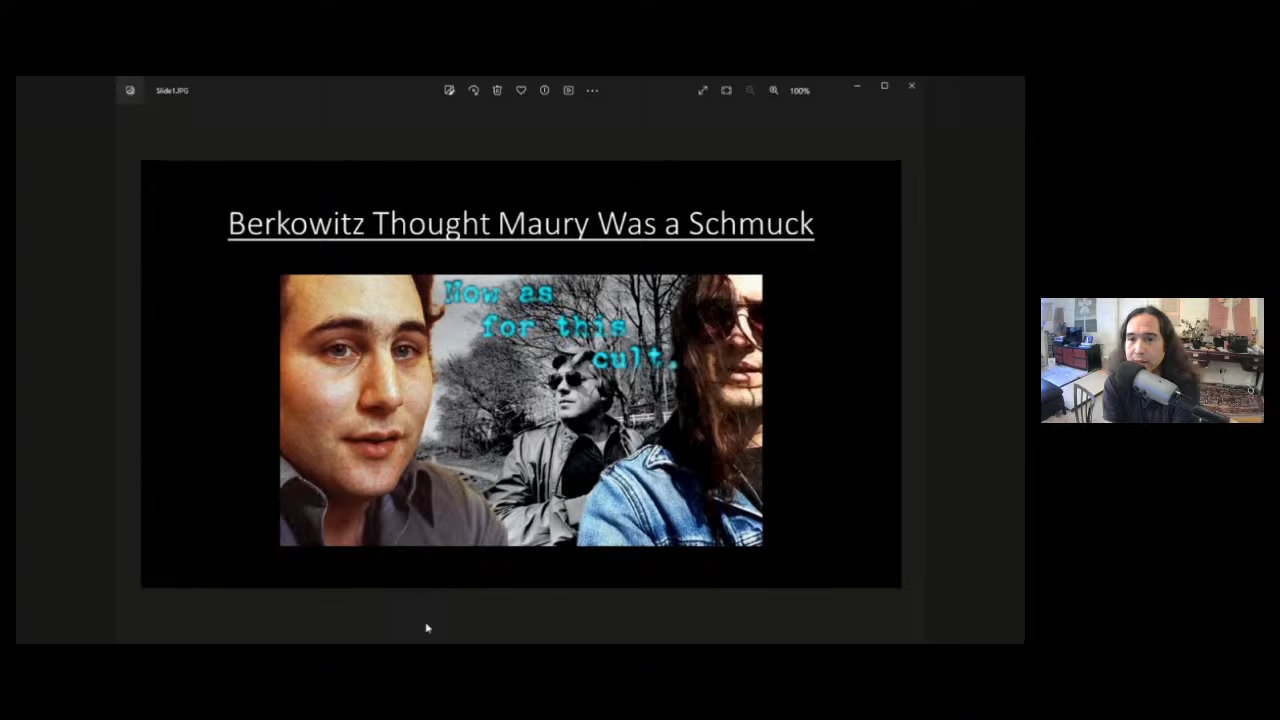 Slide1.JPG
100%
Berkowitz Thought Maury Was a Schmuck
Now as
for this
cult.